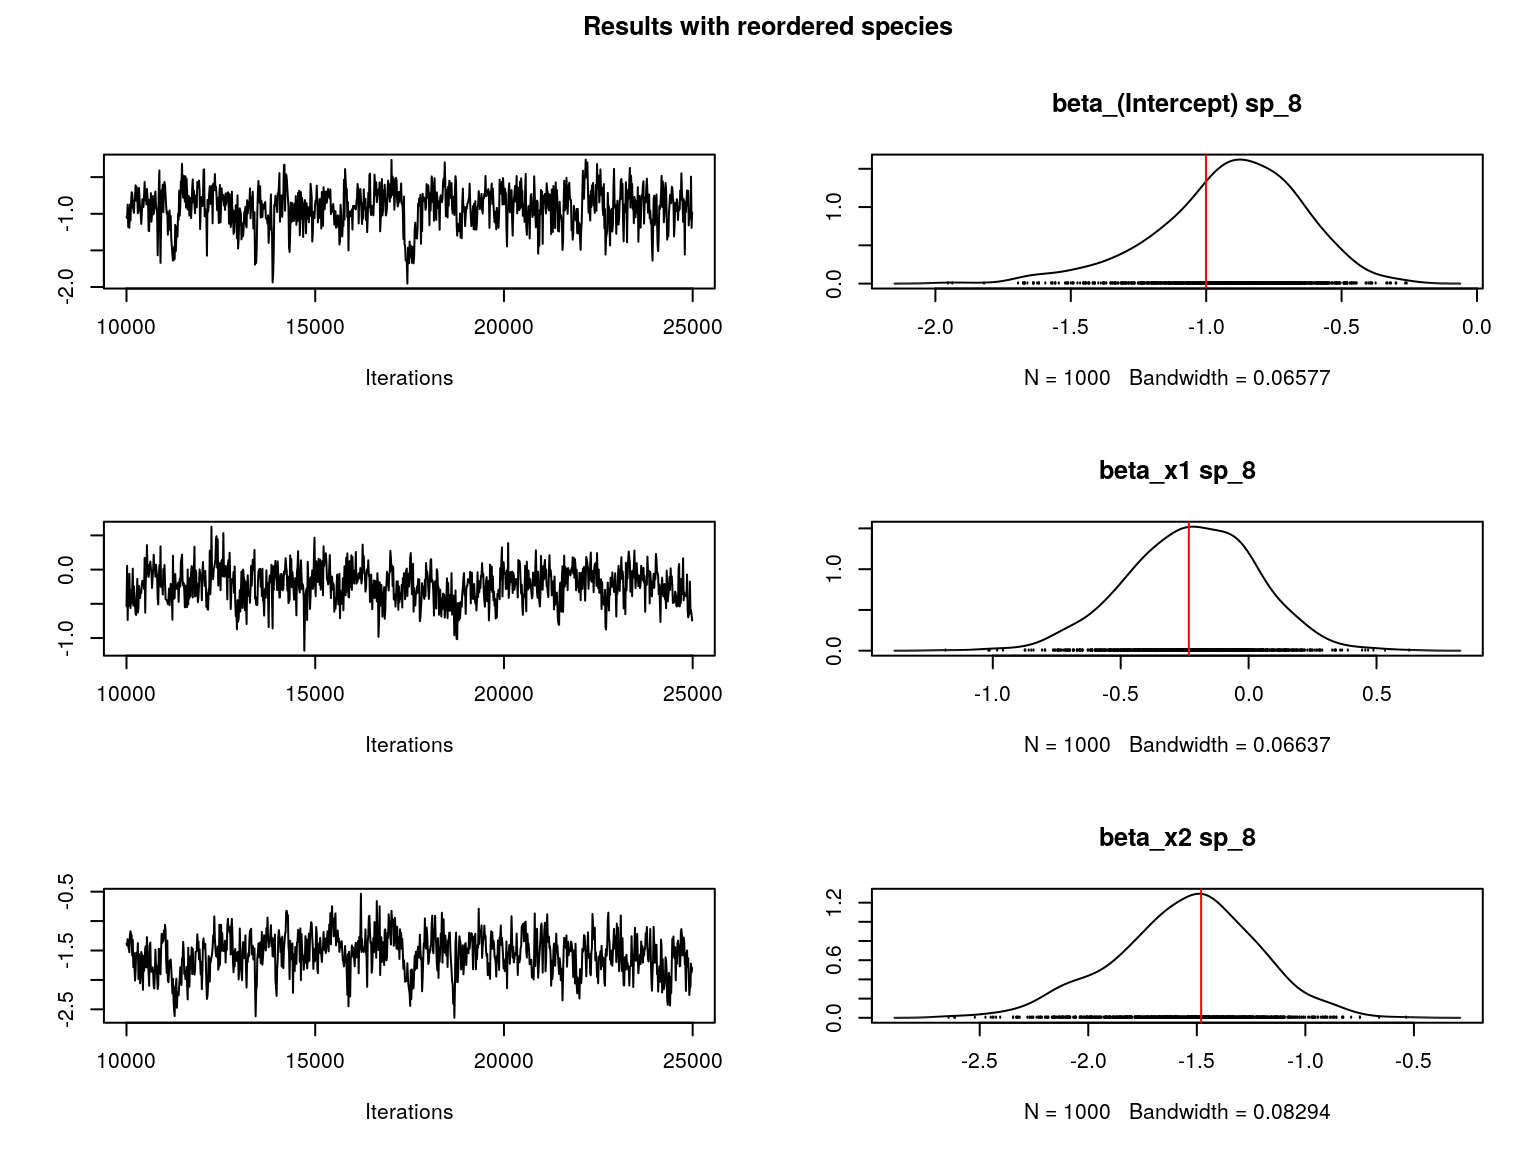 Results with reordered species
beta_(Intercept) sp_8
-2.0 -1.0
10000 15000 20000 25000
Iterations
0.0 1.0
-2.0 -1.5 -1.0 -0.5 0.0
N = 1000 Bandwidth = 0.06577
beta_x1 sp_8
-1.0 0.0
10000 15000 20000 25000
Iterations
0.0 1.0
-1.0 -0.5 0.0 0.5
N = 1000 Bandwidth = 0.06637
beta_x2 sp_8
-2.5 -1.5 -0.5
10000 15000 20000 25000
Iterations
0.0 0.6 1.2
-2.5 -2.0 -1.5 -1.0 -0.5
N = 1000 Bandwidth = 0.08294